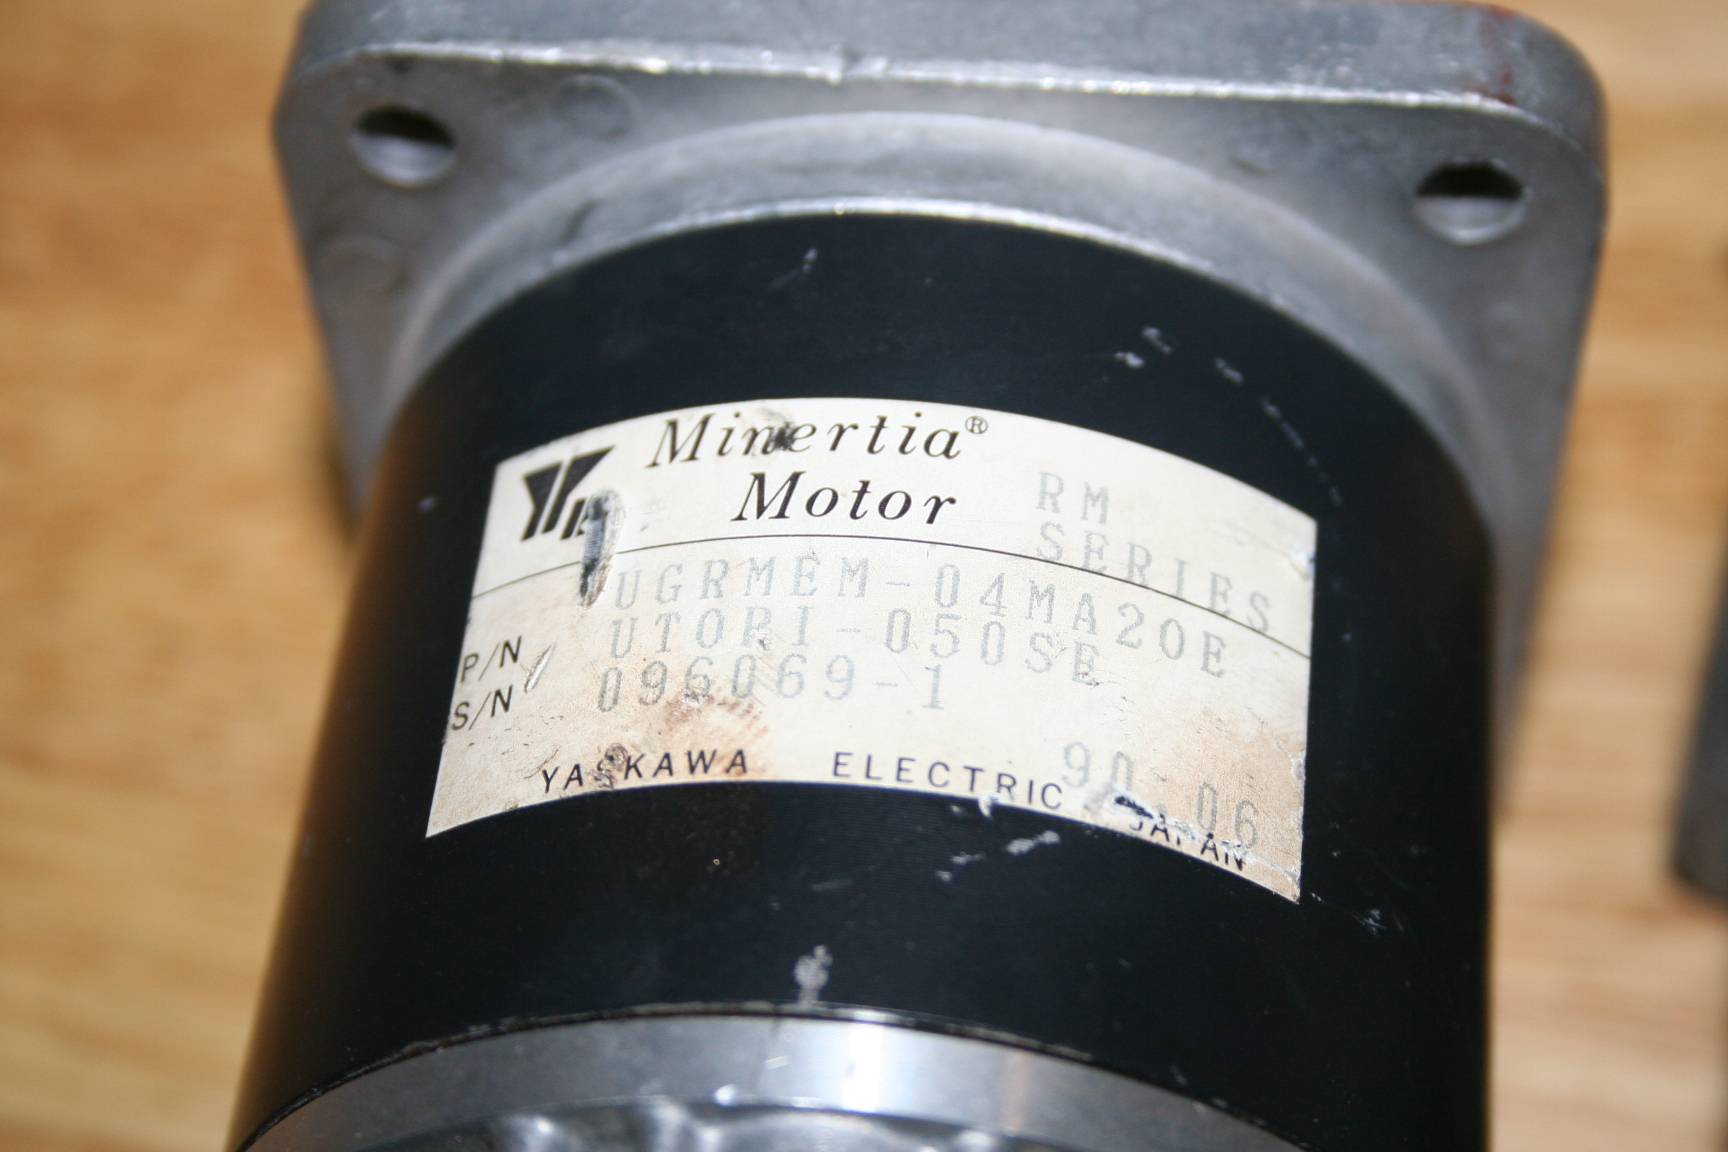 Minertia®
Motor
RM
SERIES
UGRMEM-04MA20E
P/N UTOPI-050SE
S/N 096069-1
90.06
YASKAWA ELECTRIC JAPAN